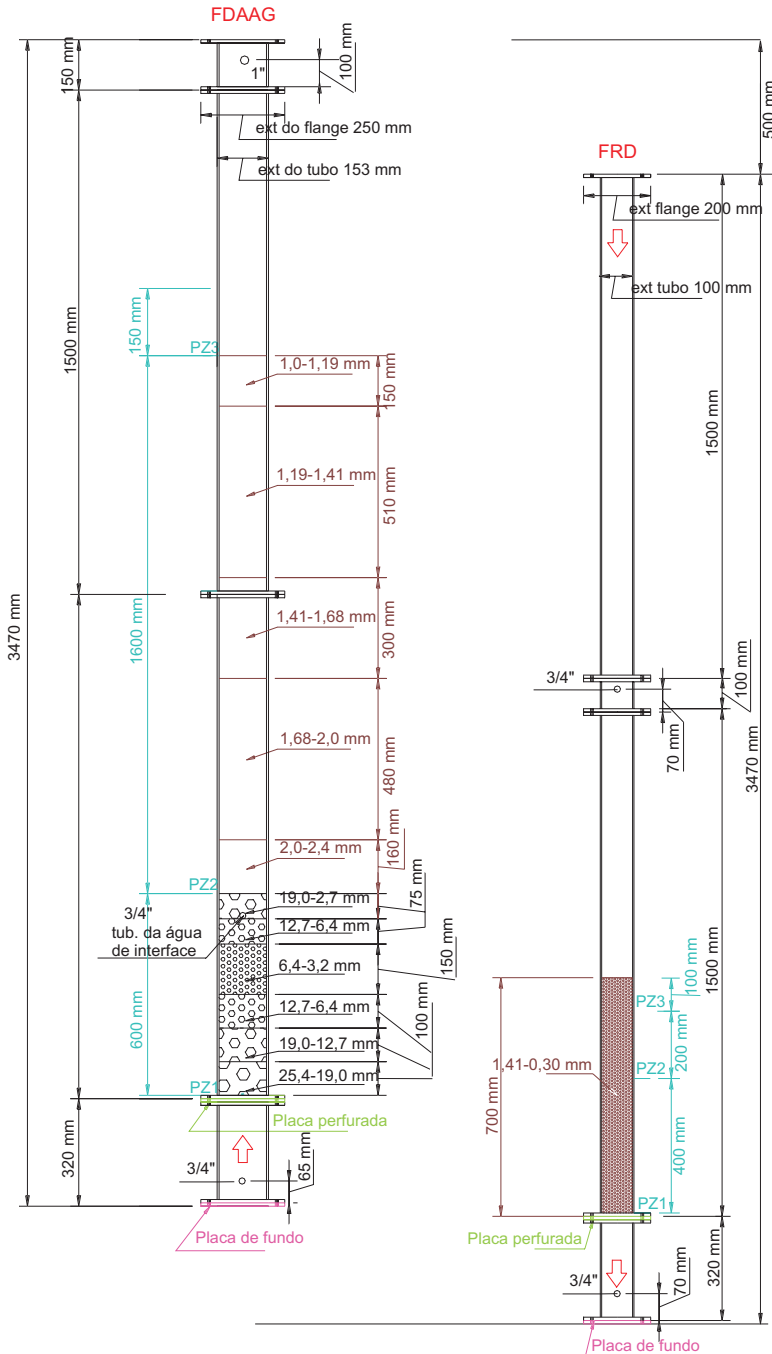 FDAAG
150 mm
1"
100 mm
ext do flange 250 mm
ext do tubo 153 mm
3470 mm
1500 mm
150 mm
PZ3
1,0-1,19 mm
150 mm
1,19-1,41 mm
510 mm
1600 mm
1,41-1,68 mm
300 mm
1,68-2,0 mm
480 mm
2,0-2,4 mm
160 mm
PZ2
3/4"
tub. da água
de interface
19,0-2,7 mm
75 mm
12,7-6,4 mm
6,4-3,2 mm
150 mm
600 mm
12,7-6,4 mm
19,0-12,7 mm
100 mm
25,4-19,0 mm
PZ1
Placa perfurada
320 mm
3/4"
65 mm
Placa de fundo
500 mm
FRD
ext flange 200 mm
ext tubo 100 mm
1500 mm
3/4"
100 mm
70 mm
3470 mm
1500 mm
100 mm
PZ3
200 mm
1,41-0,30 mm
PZ2
700 mm
400 mm
PZ1
Placa perfurada
320 mm
3/4"
70 mm
Placa de fundo